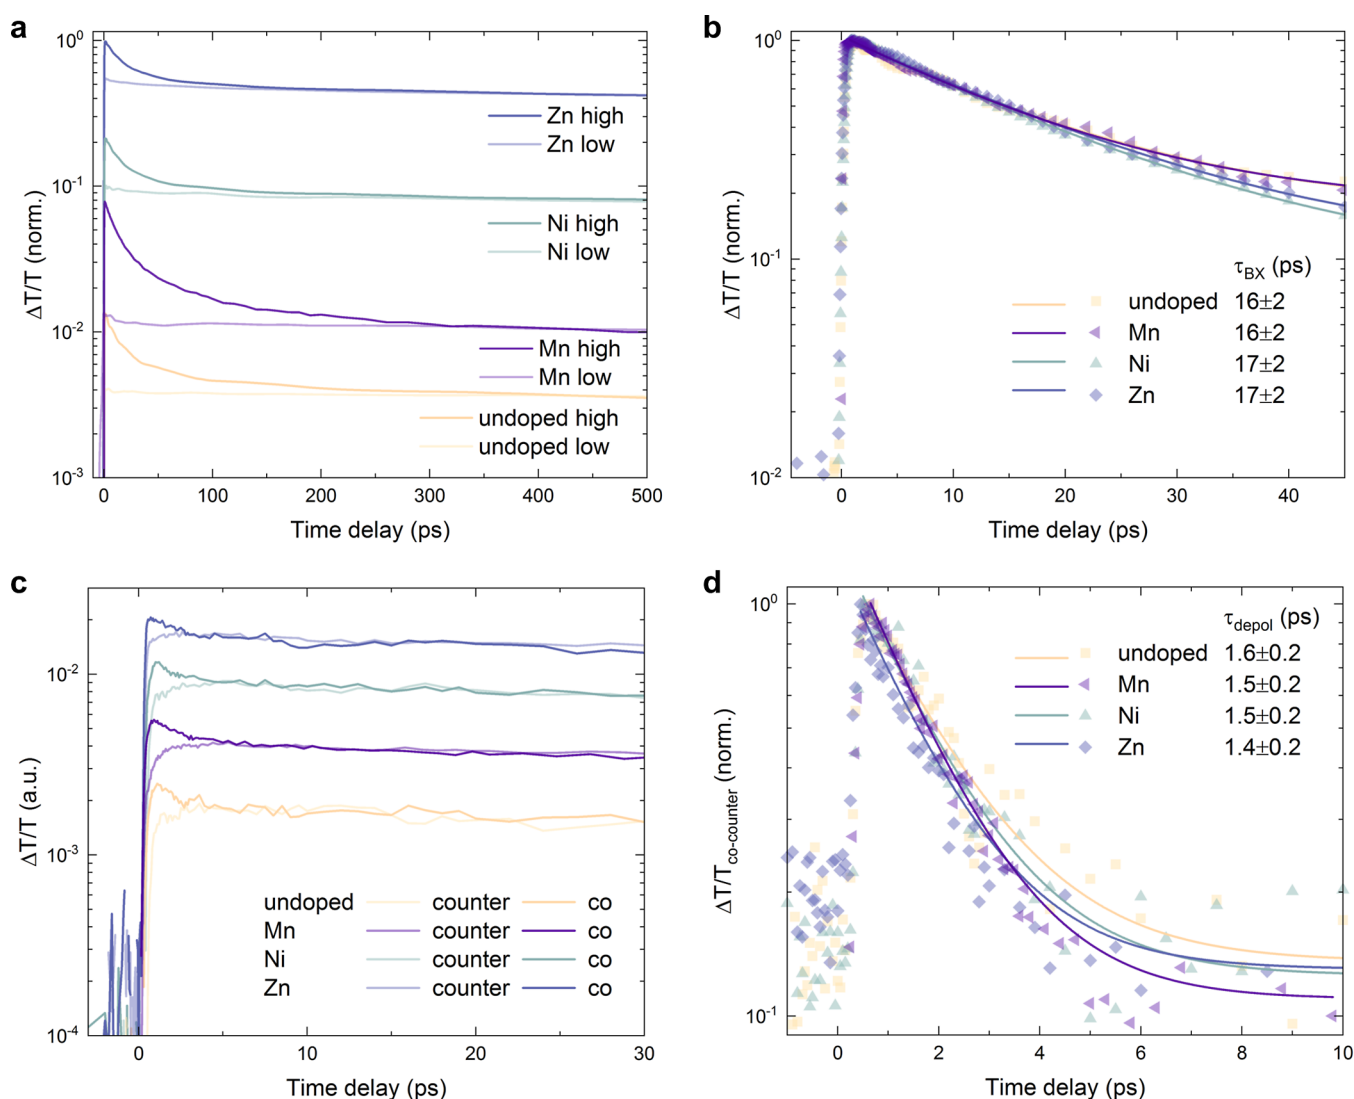 a
10⁰
10⁻¹
10⁻²
10⁻³
ΔT/T (norm.)
Zn high
Zn low
Ni high
Ni low
Mn high
Mn low
undoped high
undoped low
0 100 200 300 400 500
Time delay (ps)
b
10⁰
10⁻¹
10⁻²
ΔT/T (norm.)
τBX (ps)
undoped 16±2
Mn 16±2
Ni 17±2
Zn 17±2
0 10 20 30 40
Time delay (ps)
c
10⁻²
10⁻³
10⁻⁴
ΔT/T (a.u.)
undoped counter co
Mn counter co
Ni counter co
Zn counter co
0 10 20 30
Time delay (ps)
d
10⁰
10⁻¹
ΔT/Tco-counter (norm.)
τdepol (ps)
undoped 1.6±0.2
Mn 1.5±0.2
Ni 1.5±0.2
Zn 1.4±0.2
0 2 4 6 8 10
Time delay (ps)